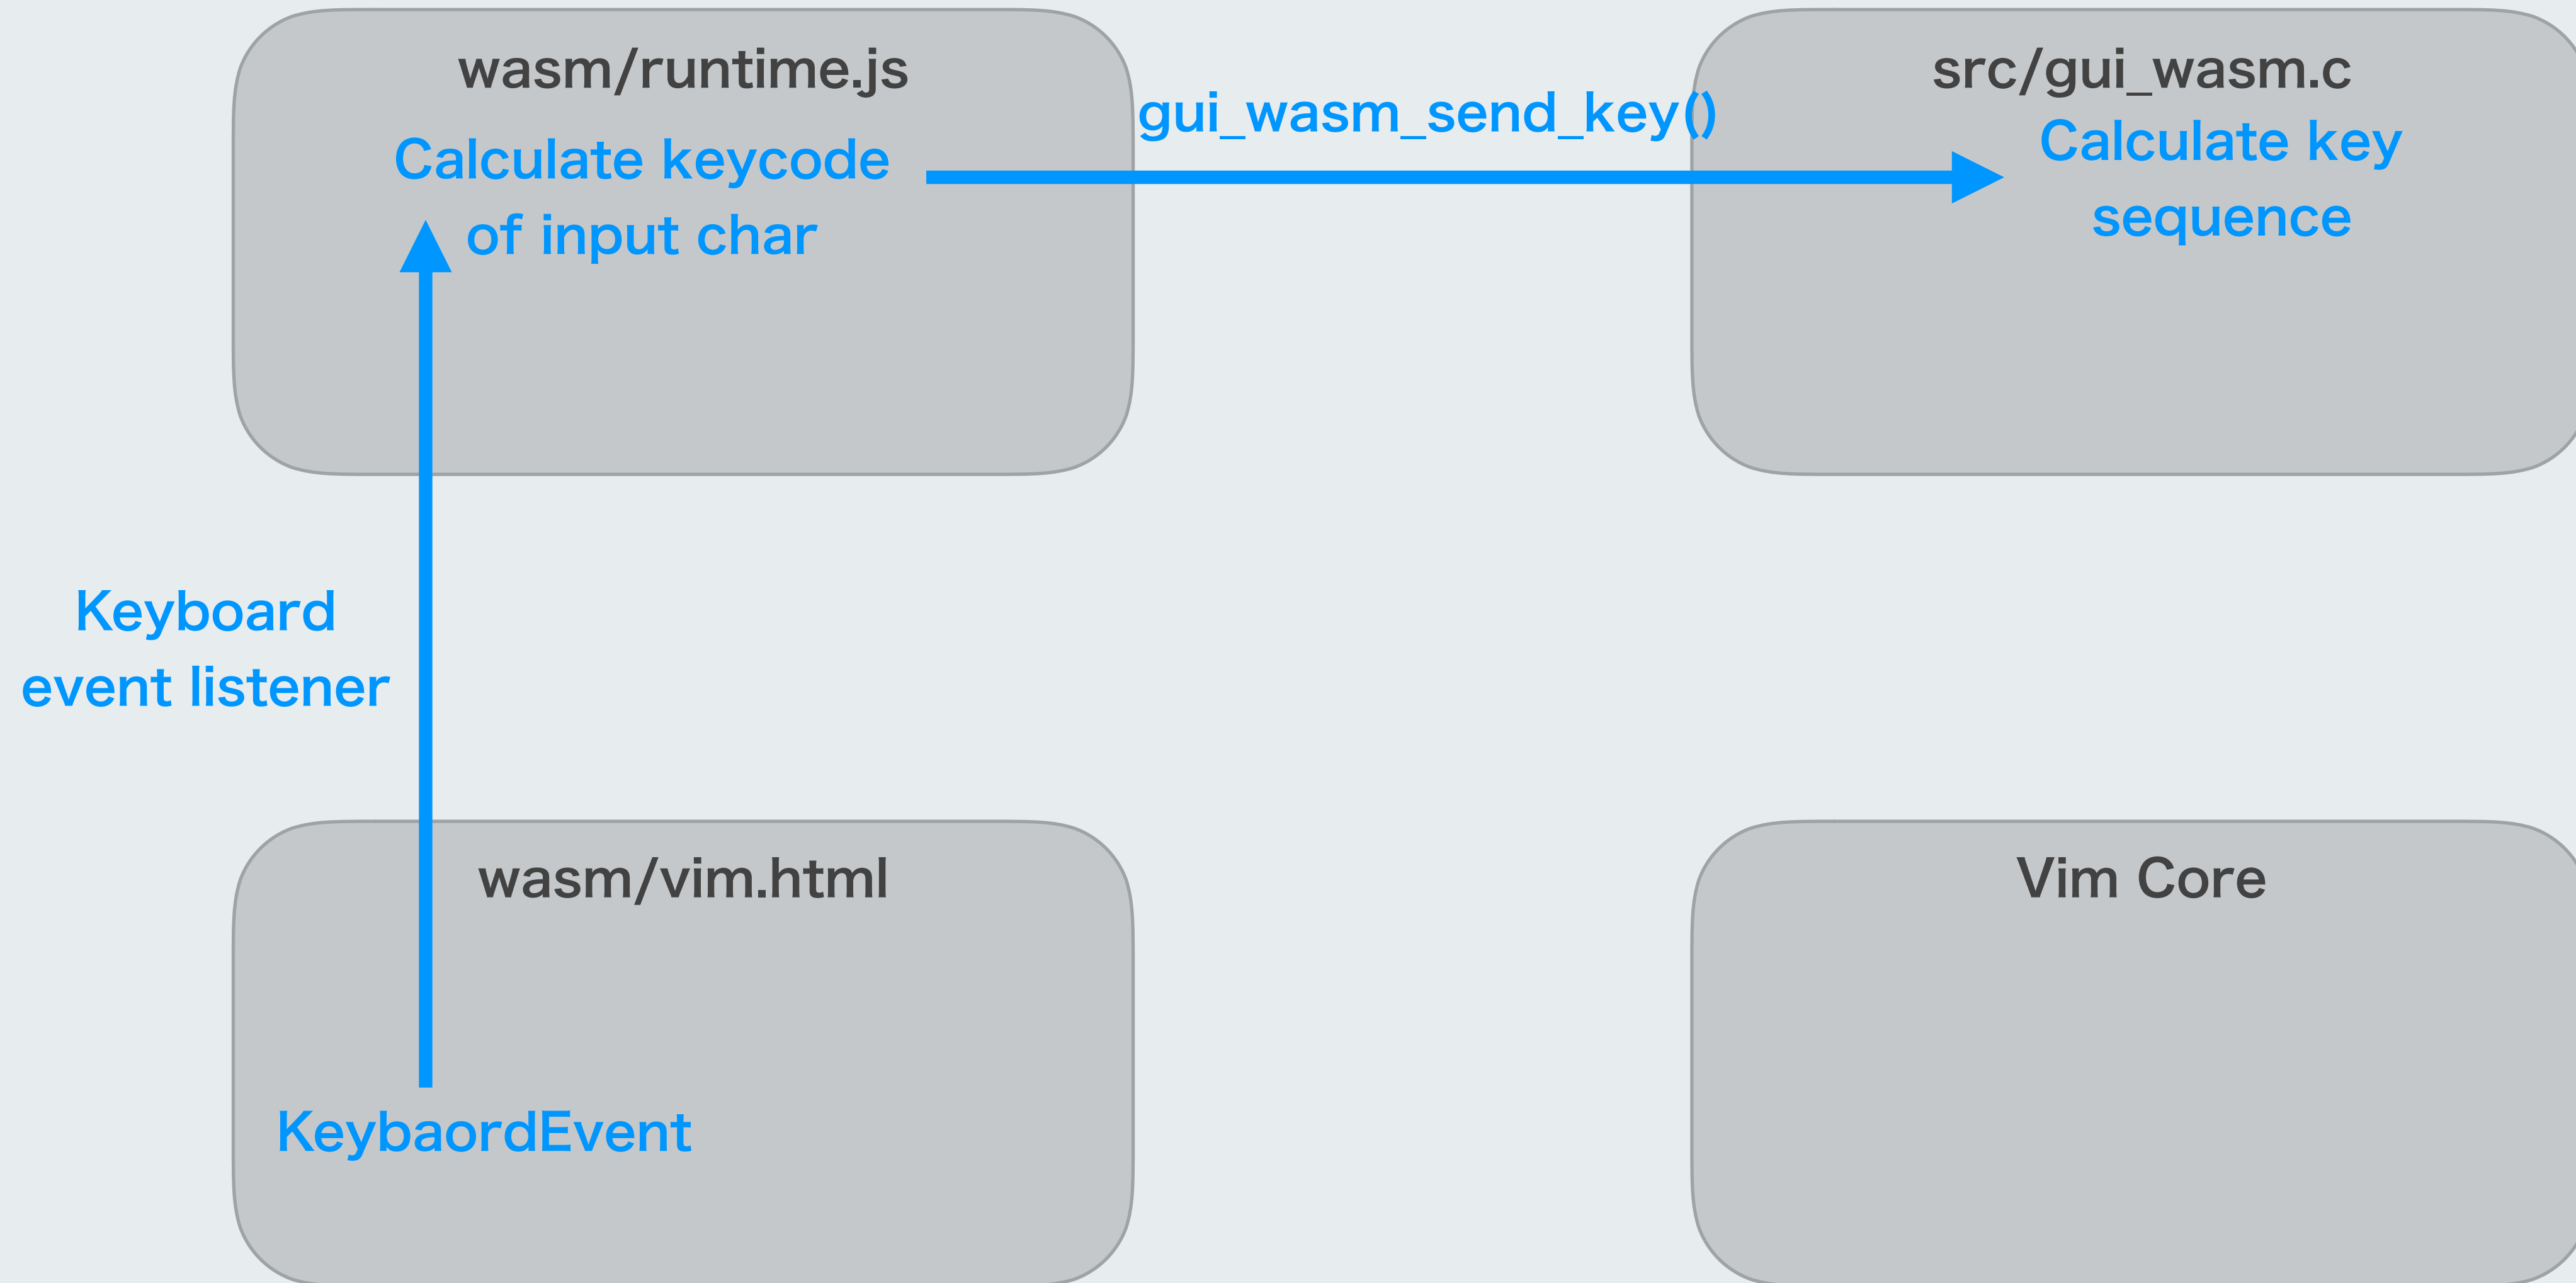 wasm/runtime.js
Calculate keycode
of input char
gui_wasm_send_key()
src/gui_wasm.c
Calculate key
sequence
Keyboard
event listener
wasm/vim.html
KeybaordEvent
Vim Core